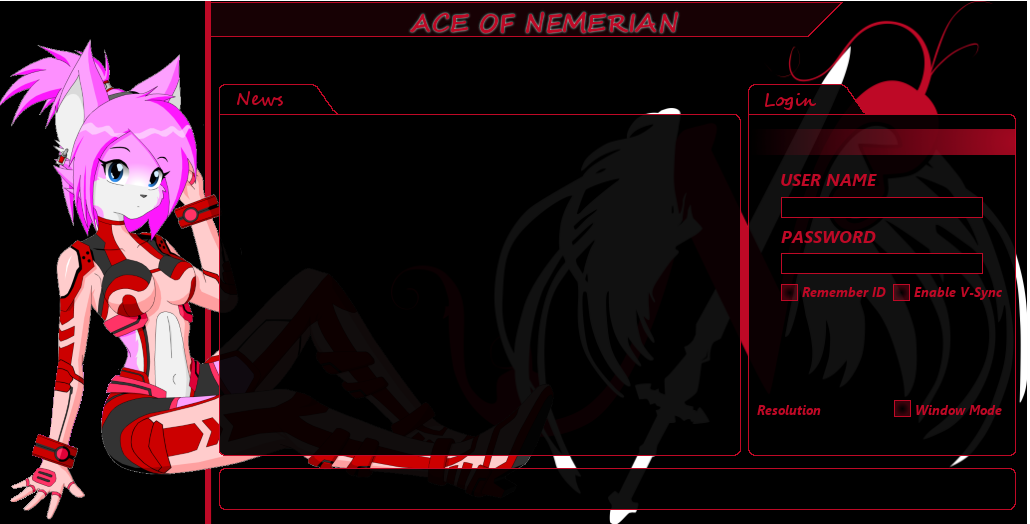 ACE OF NEMERIAN
News
Login
USER NAME
PASSWORD
Remember ID Enable V-Sync
Resolution Window Mode